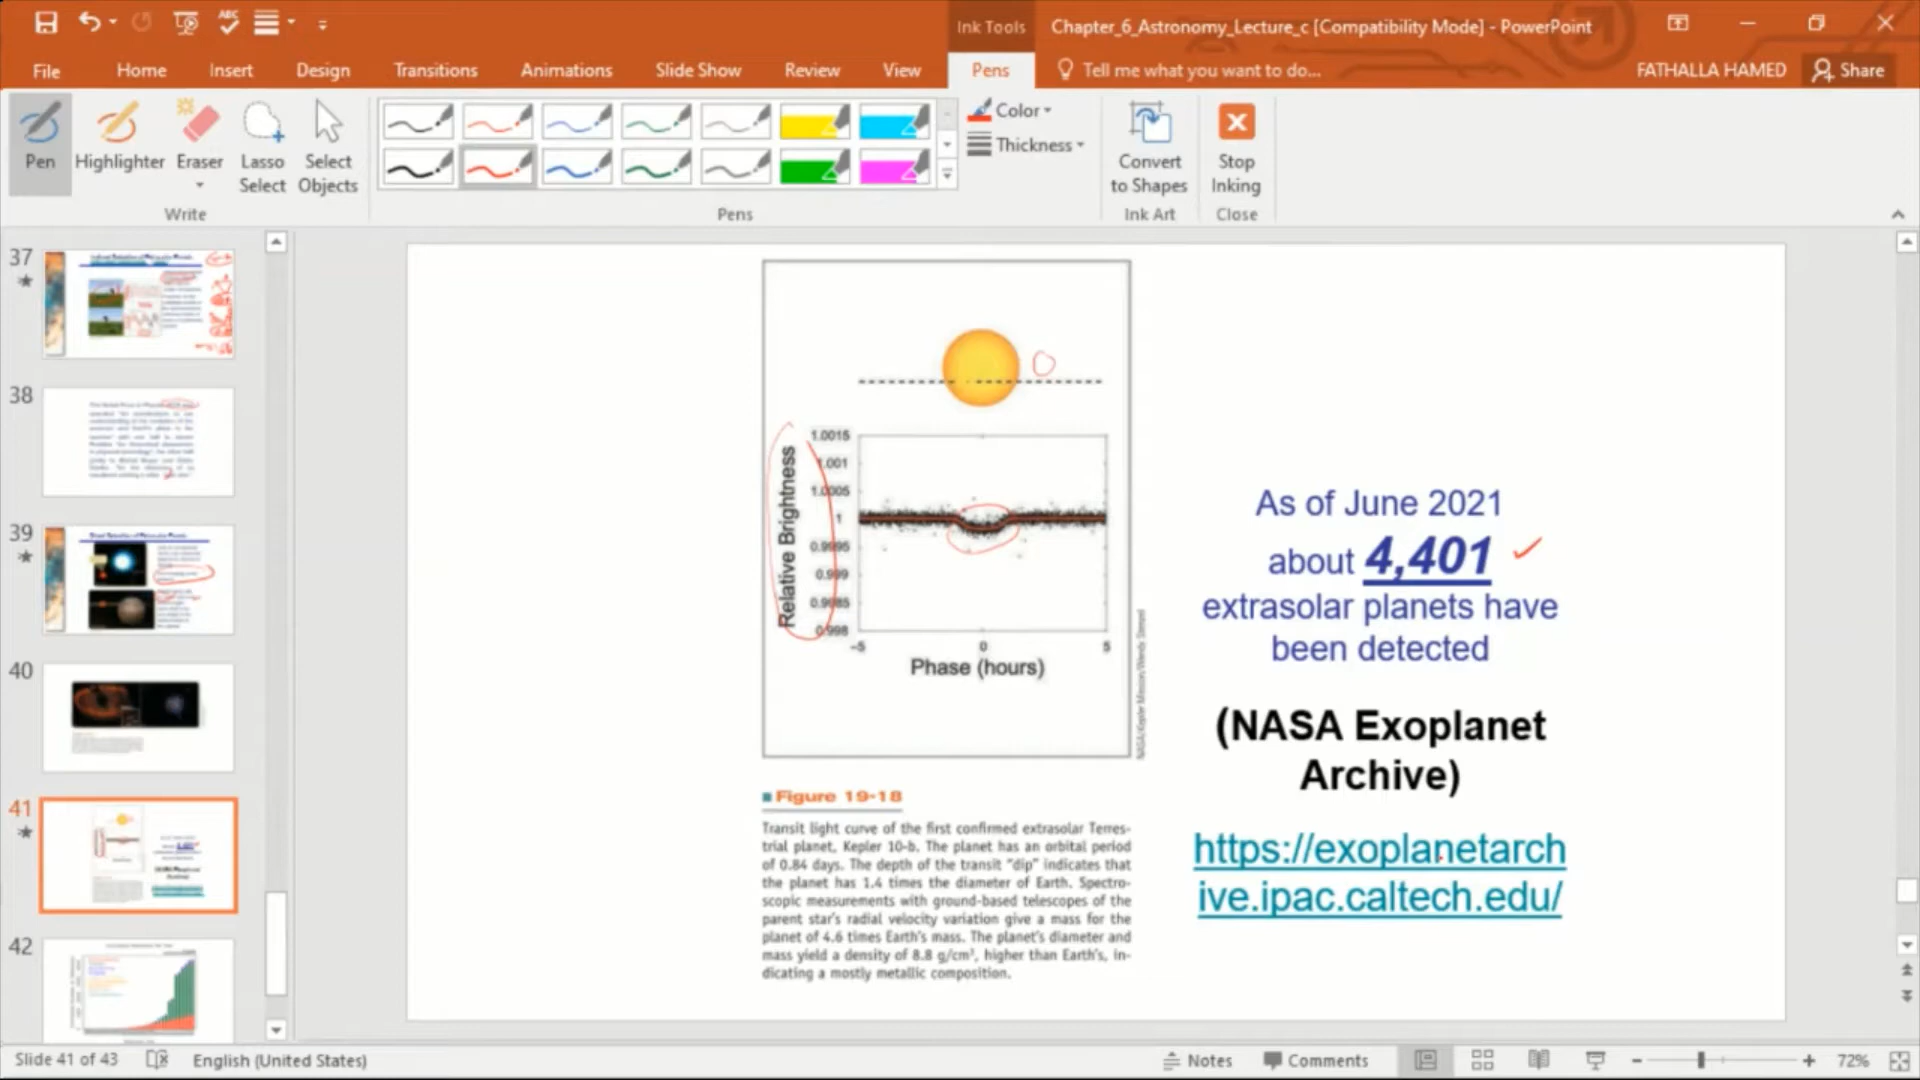 ABC
Ink Tools
Chapter_6_Astronomy_Lecture_c [Compatibility Mode] - PowerPoint
File
Home
Insert
Design
Transitions
Animations
Slide Show
Review
View
Pens
Tell me what you want to do...
FATHALLA HAMED
Share
Pen
Highlighter
Eraser
Lasso Select
Select Objects
Color
Thickness
Convert to Shapes
Stop Inking
Write
Pens
Ink Art
Close
37
38
39
40
41
42
Relative Brightness
1.0015
1.001
1.0005
1
0.9995
0.999
0.9985
0.998
-5
0
5
Phase (hours)
NASA/Kepler Mission/Wendy Stenzel
Figure 19-18
Transit light curve of the first confirmed extrasolar Terres-
trial planet, Kepler 10-b. The planet has an orbital period
of 0.84 days. The depth of the transit “dip” indicates that
the planet has 1.4 times the diameter of Earth. Spectro-
scopic measurements with ground-based telescopes of the
parent star’s radial velocity variation give a mass for the
planet of 4.6 times Earth’s mass. The planet’s diameter and
mass yield a density of 8.8 g/cm³, higher than Earth’s, in-
dicating a mostly metallic composition.
As of June 2021
about 4,401
extrasolar planets have
been detected
(NASA Exoplanet
Archive)
https://exoplanetarch
ive.ipac.caltech.edu/
Slide 41 of 43
English (United States)
Notes
Comments
72%